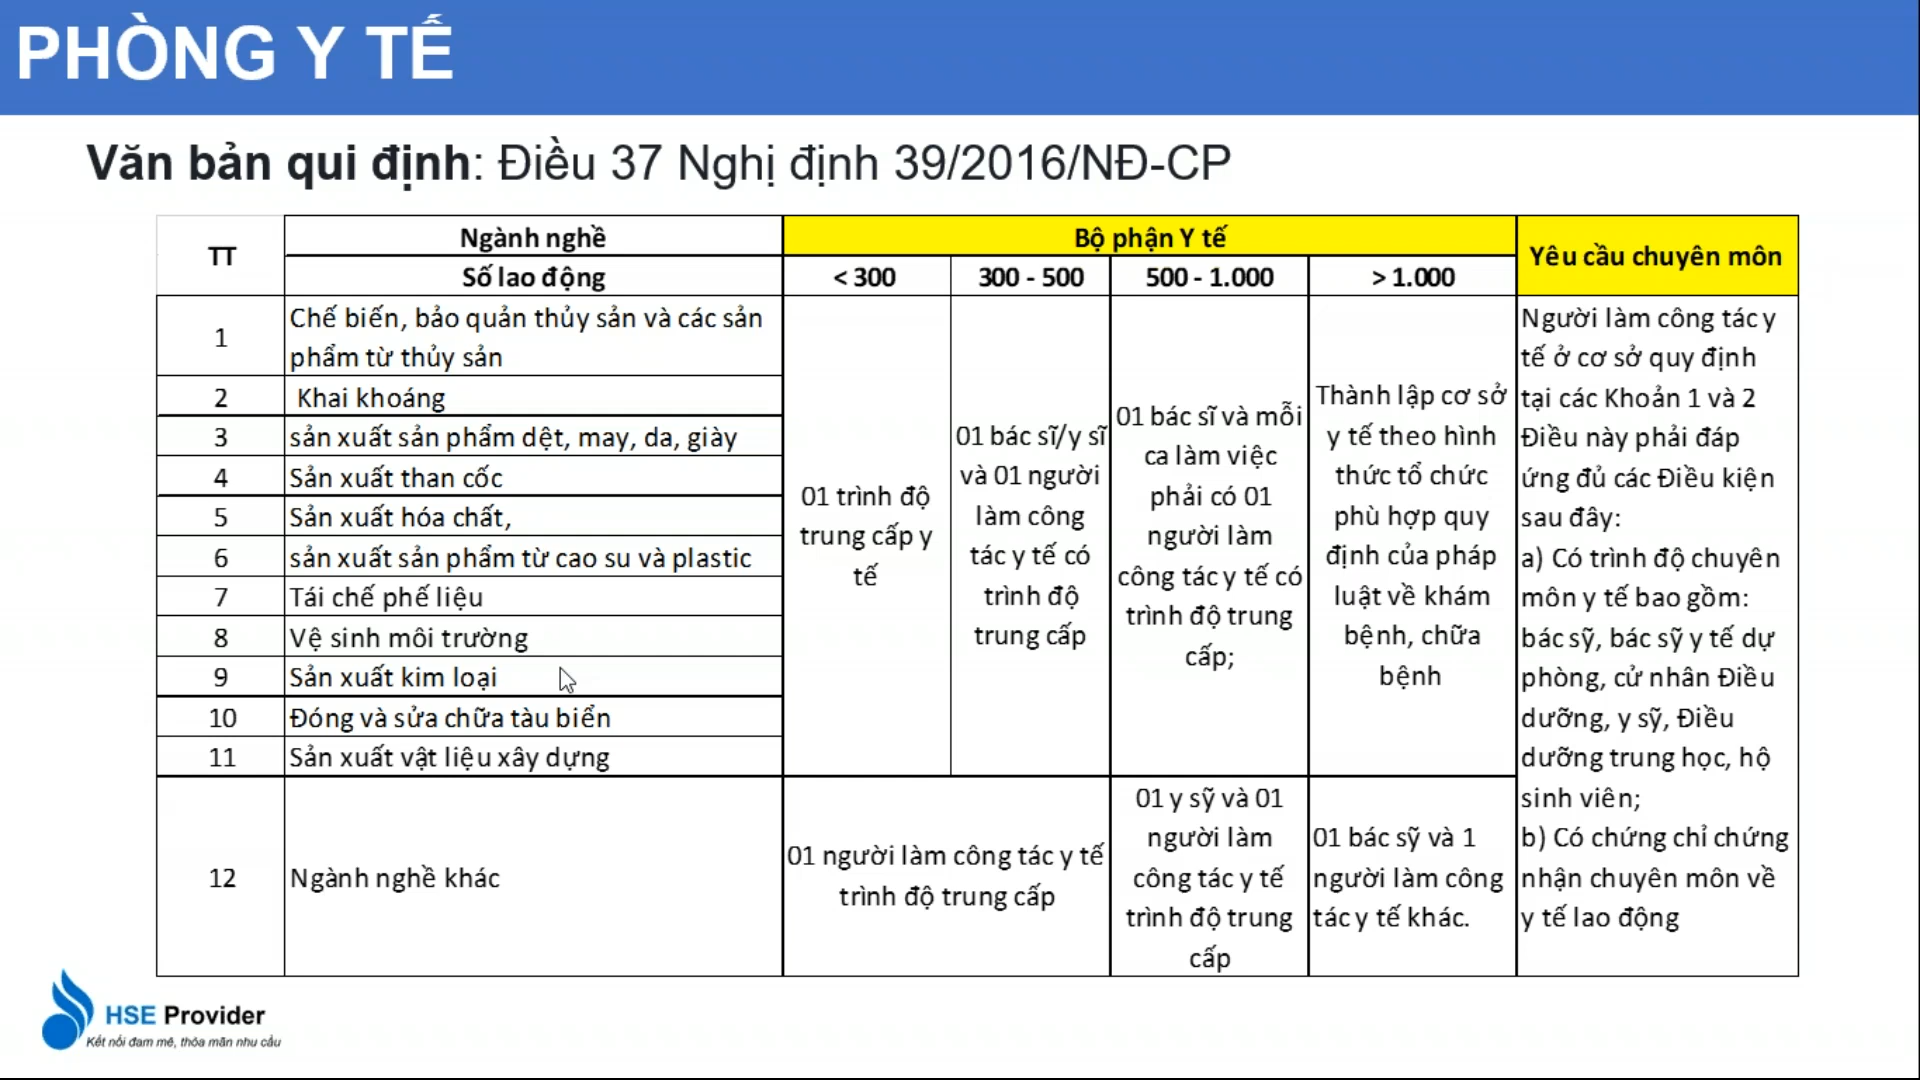 PHÒNG Y TẾ
Văn bản qui định: Điều 37 Nghị định 39/2016/NĐ-CP
TT
Ngành nghề
Bộ phận Y tế
Yêu cầu chuyên môn
Số lao động
< 300
300 - 500
500 - 1.000
> 1.000
1
Chế biến, bảo quản thủy sản và các sản
phẩm từ thủy sản
2
Khai khoáng
3
sản xuất sản phẩm dệt, may, da, giày
4
Sản xuất than cốc
5
Sản xuất hóa chất,
6
sản xuất sản phẩm từ cao su và plastic
7
Tái chế phế liệu
8
Vệ sinh môi trường
9
Sản xuất kim loại
10
Đóng và sửa chữa tàu biển
11
Sản xuất vật liệu xây dựng
01 trình độ
trung cấp y
tế
01 bác sĩ/y sĩ
và 01 người
làm công
tác y tế có
trình độ
trung cấp
01 bác sĩ và mỗi
ca làm việc
phải có 01
người làm
công tác y tế có
trình độ trung
cấp;
Thành lập cơ sở
y tế theo hình
thức tổ chức
phù hợp quy
định của pháp
luật về khám
bệnh, chữa
bệnh
Người làm công tác y
tế ở cơ sở quy định
tại các Khoản 1 và 2
Điều này phải đáp
ứng đủ các Điều kiện
sau đây:
a) Có trình độ chuyên
môn y tế bao gồm:
bác sỹ, bác sỹ y tế dự
phòng, cử nhân Điều
dưỡng, y sỹ, Điều
dưỡng trung học, hộ
sinh viên;
b) Có chứng chỉ chứng
nhận chuyên môn về
y tế lao động
12
Ngành nghề khác
01 người làm công tác y tế
trình độ trung cấp
01 y sỹ và 01
người làm
công tác y tế
trình độ trung
cấp
01 bác sỹ và 1
người làm công
tác y tế khác.
HSE Provider
Kết nối đam mê, thỏa mãn nhu cầu